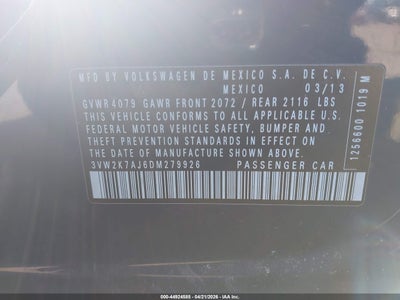 MFD BY VOLKSWAGEN DE MEXICO S.A. DE C.V.
MEXICO 03/13
GVWR 4079 GAWR FRONT 2072 / REAR 2116 LBS
THIS VEHICLE CONFORMS TO ALL APPLICABLE U.S.
FEDERAL MOTOR VEHICLE SAFETY, BUMPER AND
THEFT PREVENTION STANDARDS IN EFFECT ON
THE DATE OF MANUFACTURE SHOWN ABOVE.
3VW2K7AJ6DM279926 PASSENGER CAR
1256600 1019 M
000-44924585 - 04/21/2026 - IAA Inc.